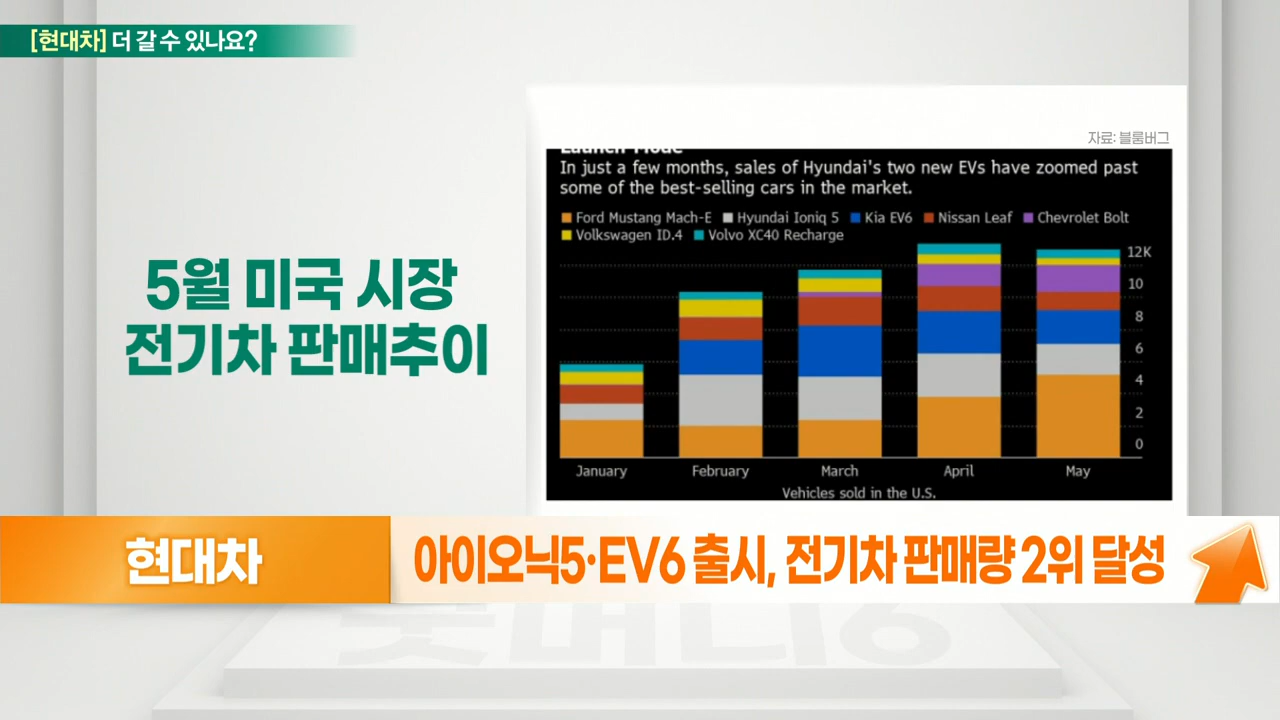 [현대차] 더 갈 수 있나요?
5월 미국 시장
전기차 판매추이
자료: 블룸버그
Launch Mode
In just a few months, sales of Hyundai's two new EVs have zoomed past
some of the best-selling cars in the market.
Ford Mustang Mach-E Hyundai Ioniq 5 Kia EV6 Nissan Leaf Chevrolet Bolt
Volkswagen ID.4 Volvo XC40 Recharge
12K
10
8
6
4
2
0
January February March April May
Vehicles sold in the U.S.
현대차
아이오닉5·EV6 출시, 전기차 판매량 2위 달성